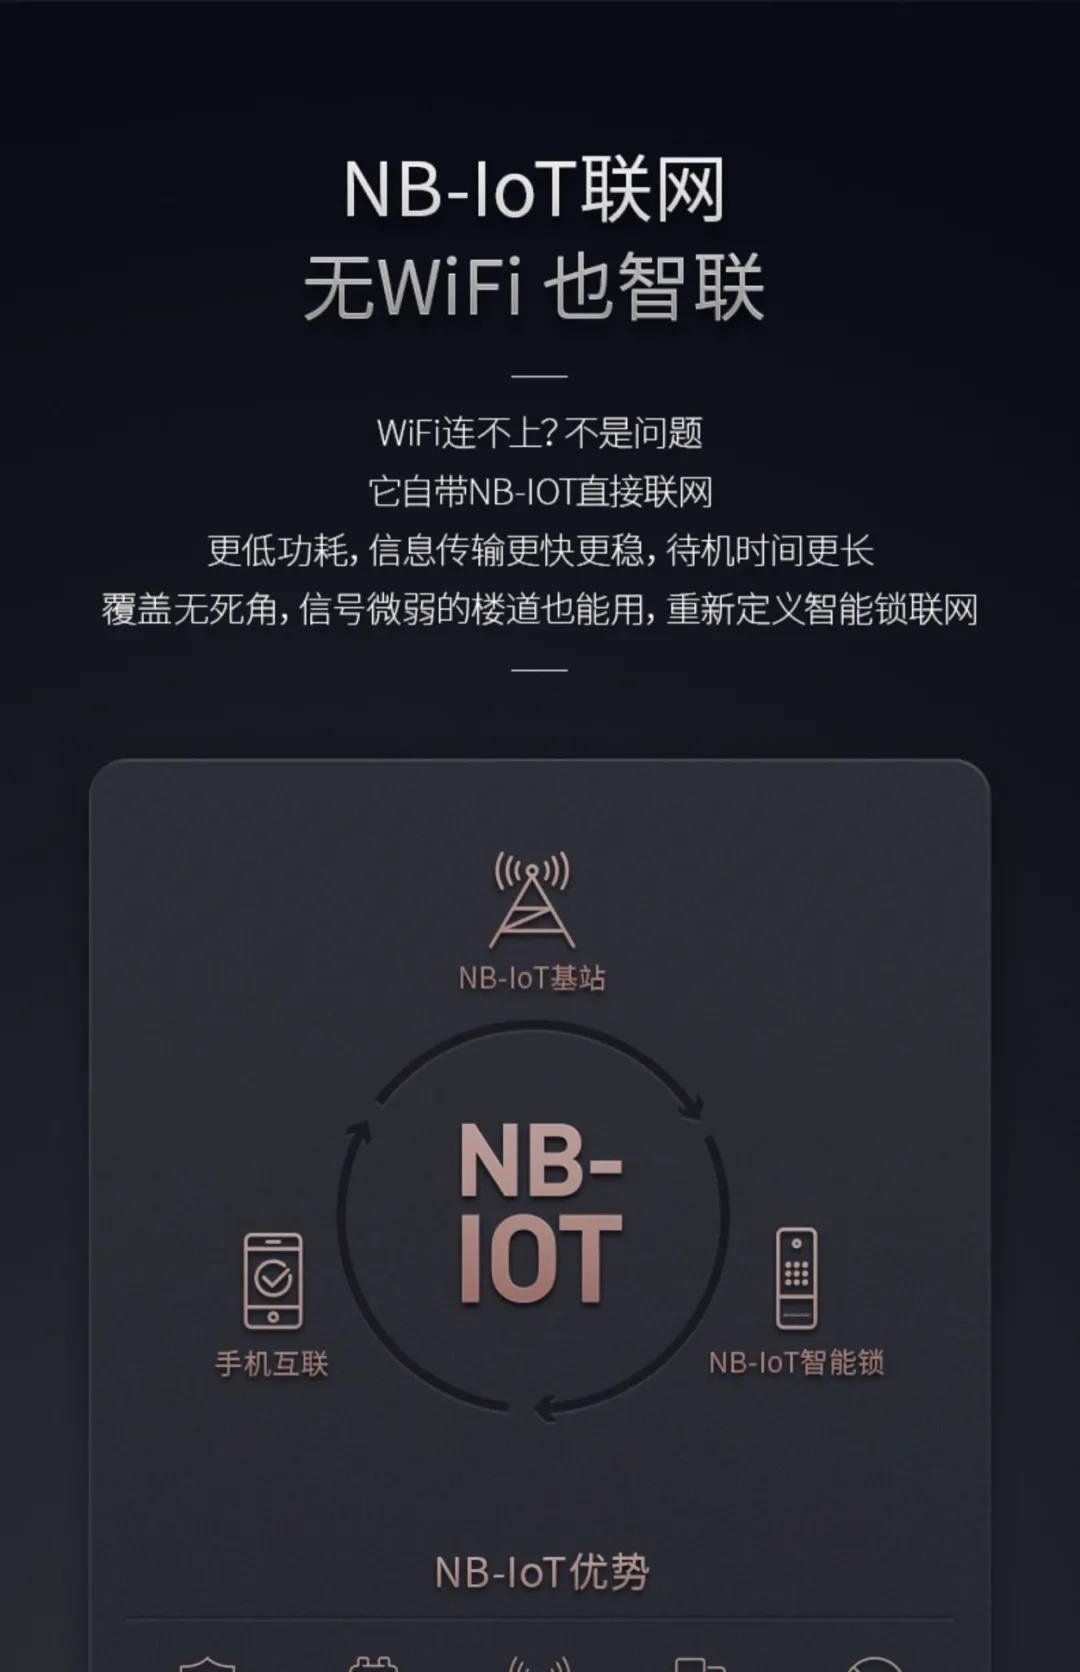 NB-IoT联网
无WiFi 也智联
WiFi连不上？不是问题
它自带NB-IOT直接联网
更低功耗，信息传输更快更稳，待机时间更长
覆盖无死角，信号微弱的楼道也能用，重新定义智能锁联网
NB-IoT基站
NB-
IOT
手机互联
NB-IoT智能锁
NB-IoT优势